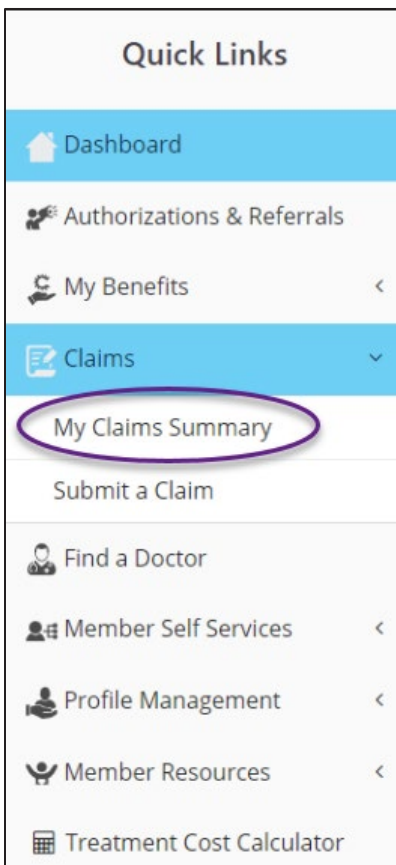 Quick Links
Dashboard
Authorizations & Referrals
My Benefits
Claims
My Claims Summary
Submit a Claim
Find a Doctor
Member Self Services
Profile Management
Member Resources
Treatment Cost Calculator